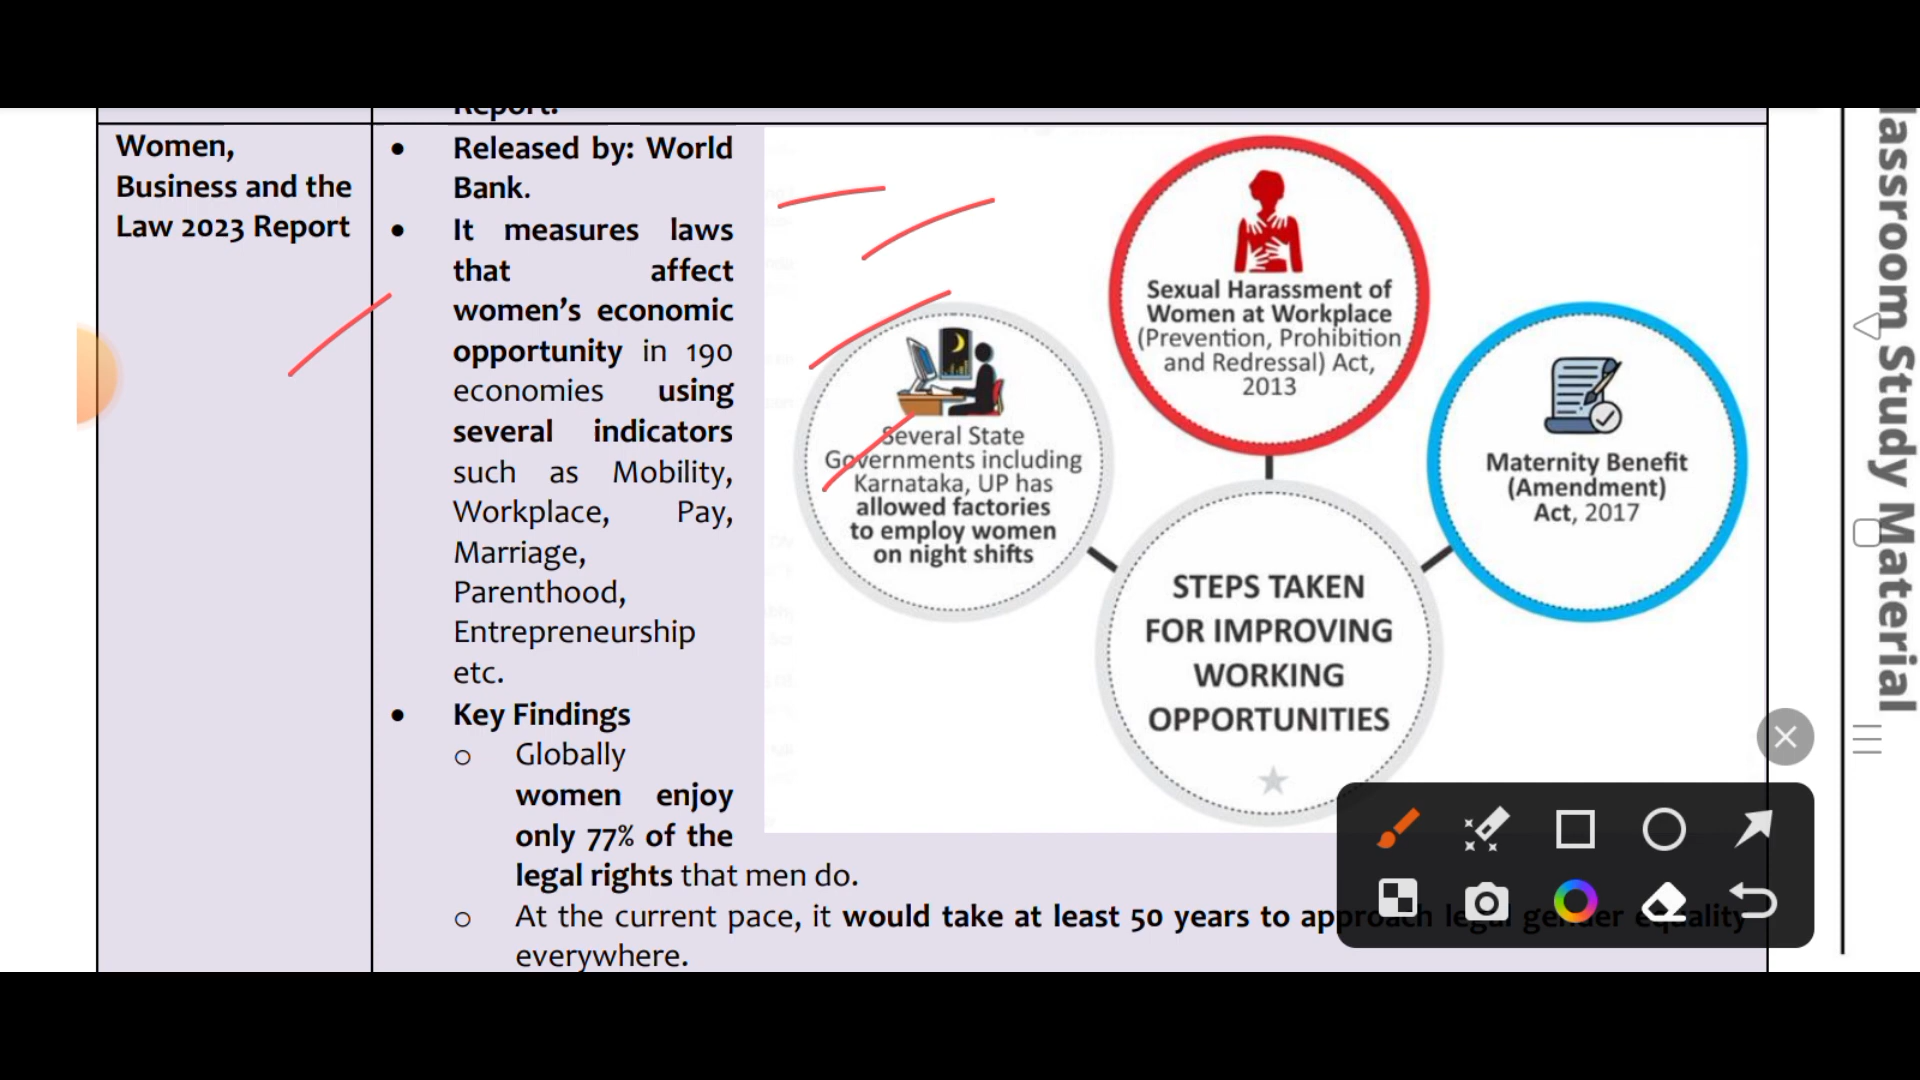 Report.
Women,
Business and the
Law 2023 Report
• Released by: World
Bank.
• It measures laws
that affect
women's economic
opportunity in 190
economies using
several indicators
such as Mobility,
Workplace, Pay,
Marriage,
Parenthood,
Entrepreneurship
etc.
• Key Findings
o Globally
women enjoy
only 77% of the
legal rights that men do.
o At the current pace, it would take at least 50 years to approach legal gender equality
everywhere.
Sexual Harassment of
Women at Workplace
(Prevention, Prohibition
and Redressal) Act,
2013
Several State
Governments including
Karnataka, UP has
allowed factories
to employ women
on night shifts
Maternity Benefit
(Amendment)
Act, 2017
STEPS TAKEN
FOR IMPROVING
WORKING
OPPORTUNITIES
lassroom Study Material